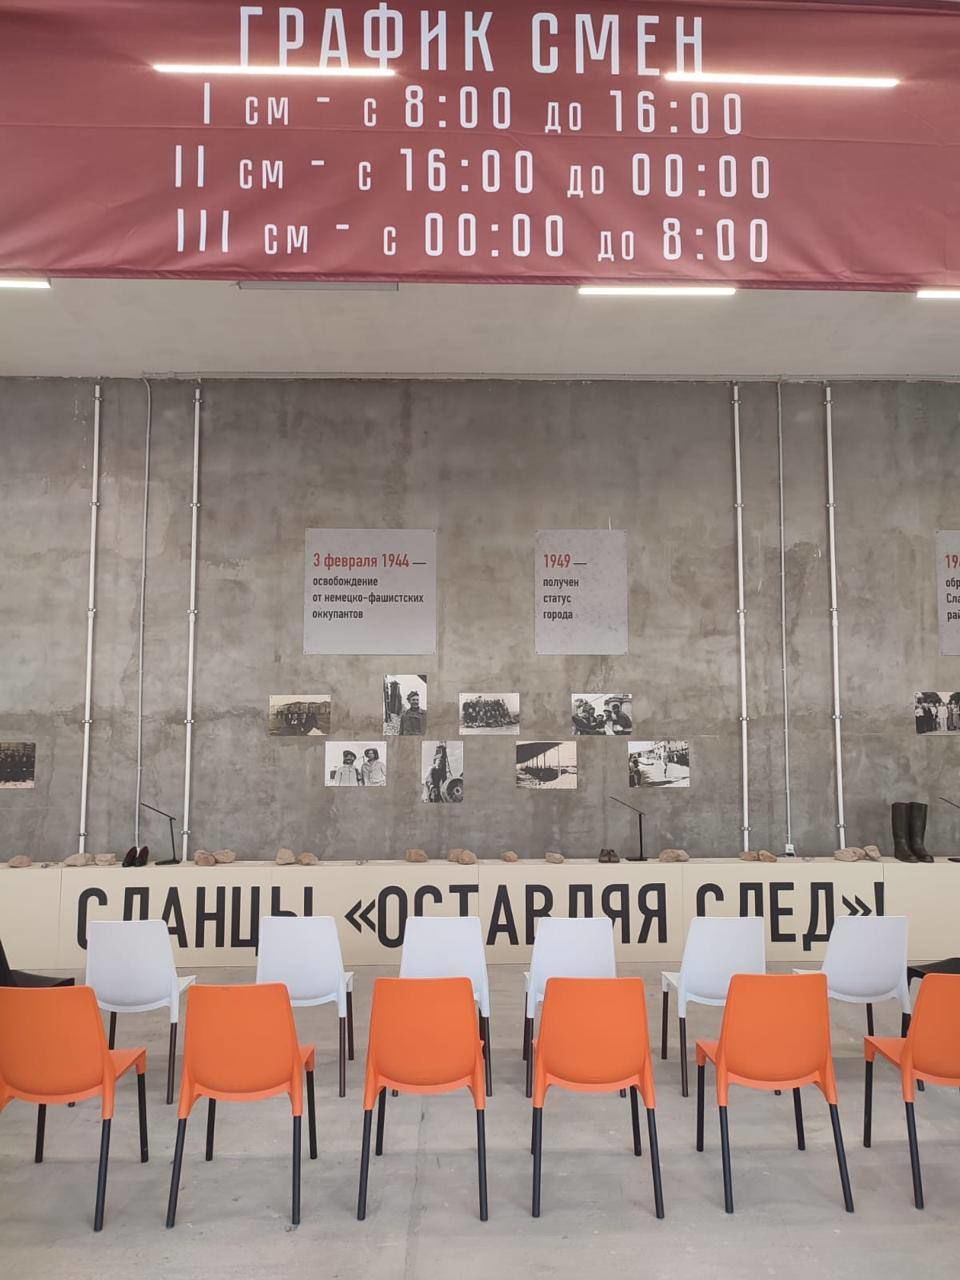 ГРАФИК СМЕН
I см - с 8:00 до 16:00
II см - с 16:00 до 00:00
III см - с 00:00 до 8:00
3 февраля 1944 —
освобождение
от немецко-фашистских
оккупантов
1949 —
получен
статус
города
СЛАНЦЫ «ОСТАВЛЯЯ СЛЕД»!